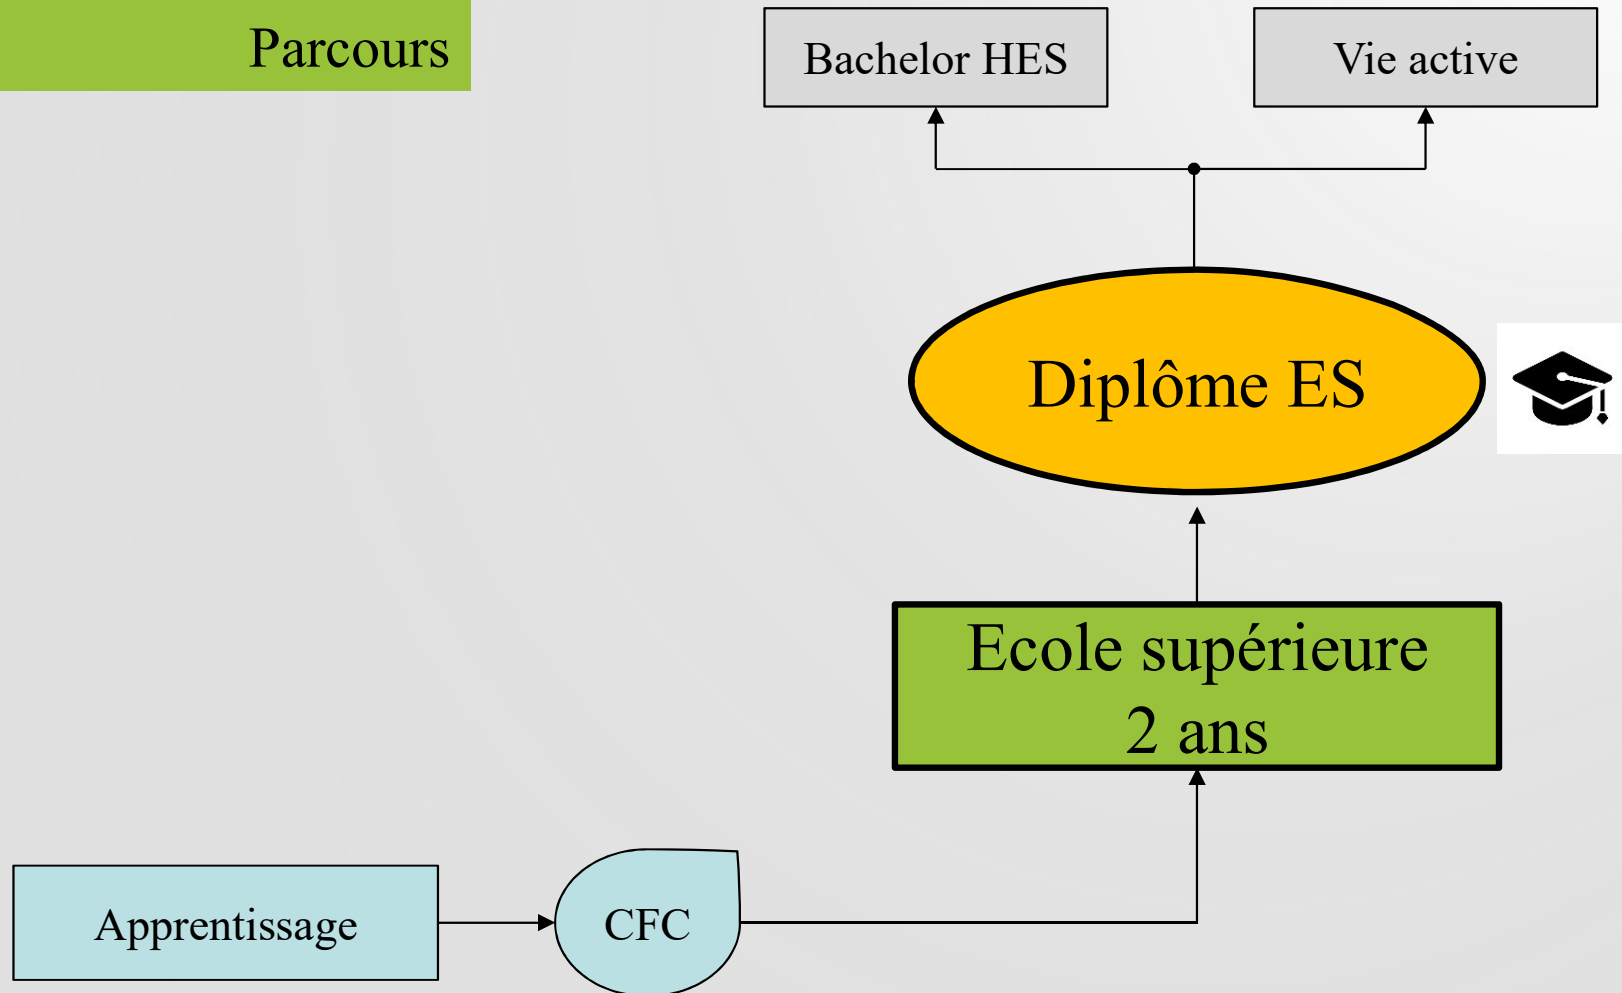 Parcours
Bachelor HES
Vie active
Diplôme ES
Ecole supérieure
2 ans
Apprentissage
CFC